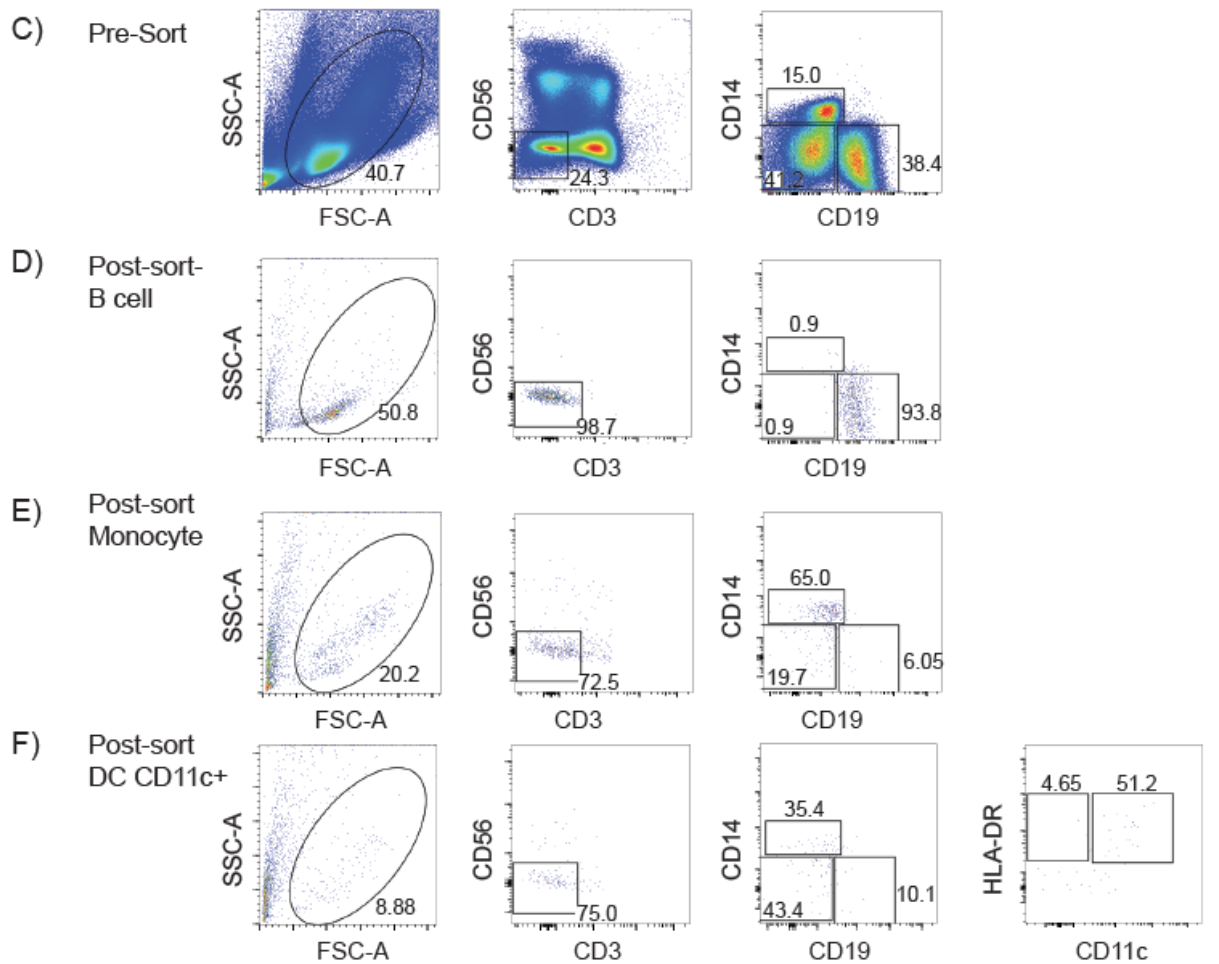 C) Pre-Sort
SSC-A
40.7
FSC-A
CD56
24.3
CD3
CD14
15.0
41.2
38.4
CD19
D) Post-sort-
B cell
SSC-A
50.8
FSC-A
CD56
98.7
CD3
CD14
0.9
0.9
93.8
CD19
E) Post-sort
Monocyte
SSC-A
20.2
FSC-A
CD56
72.5
CD3
CD14
65.0
19.7
6.05
CD19
F) Post-sort
DC CD11c+
SSC-A
8.88
FSC-A
CD56
75.0
CD3
CD14
35.4
43.4
10.1
CD19
HLA-DR
4.65
51.2
CD11c